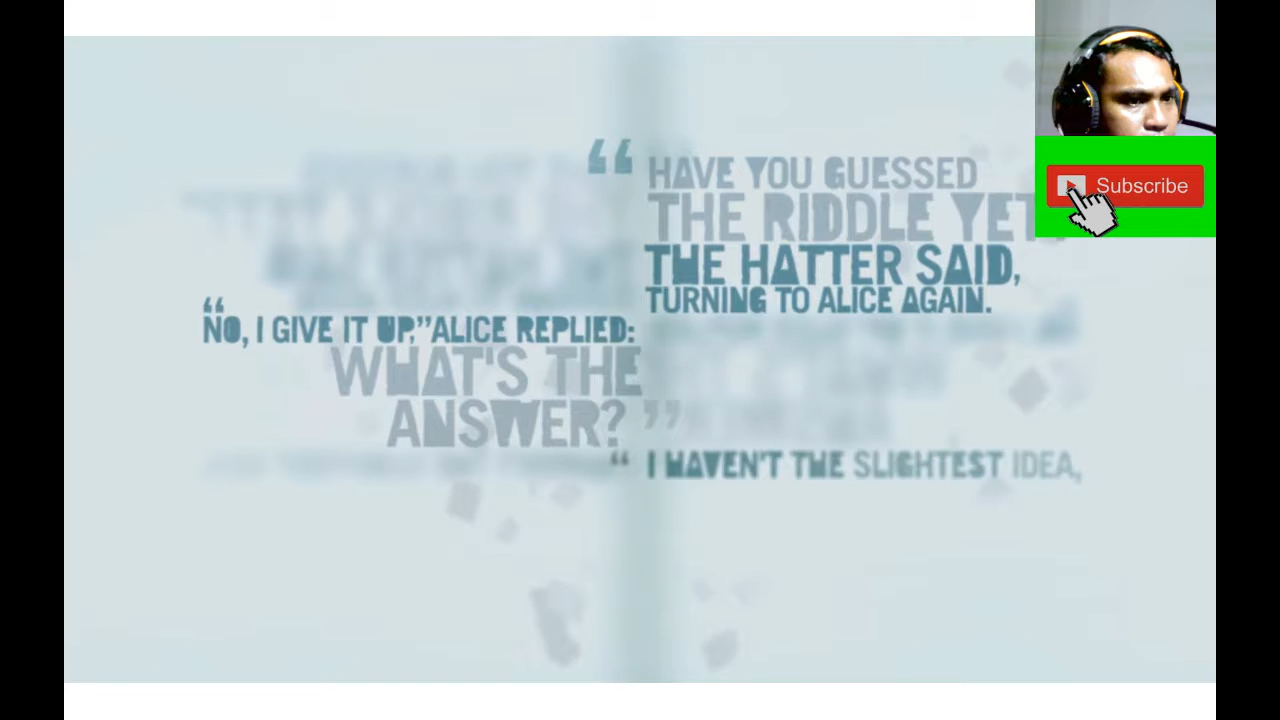 “ HAVE YOU GUESSED
THE RIDDLE YET
THE HATTER SAID,
TURNING TO ALICE AGAIN.
“NO, I GIVE IT UP,” ALICE REPLIED:
WHAT'S THE
ANSWER? ”
“ I HAVEN'T THE SLIGHTEST IDEA,
Subscribe